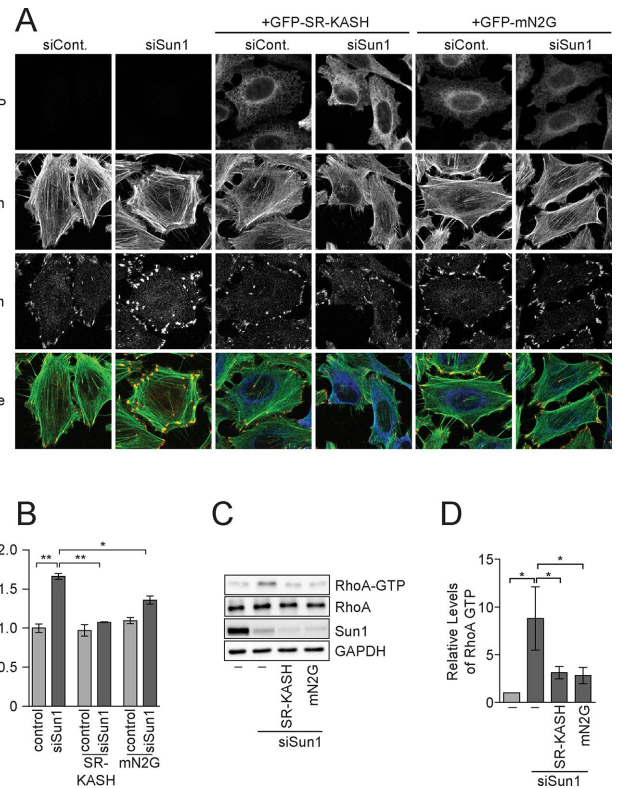 A
+GFP-SR-KASH
+GFP-mN2G
siCont.
siSun1
siCont.
siSun1
siCont.
siSun1
B
**
**
*
2.0
1.5
1.0
0.5
0
control
siSun1
control
siSun1
control
siSun1
SR-KASH
mN2G
C
RhoA-GTP
RhoA
Sun1
GAPDH
–
–
SR-KASH
mN2G
siSun1
D
Relative Levels
of RhoA GTP
15
10
5
0
*
*
*
–
–
SR-KASH
mN2G
siSun1